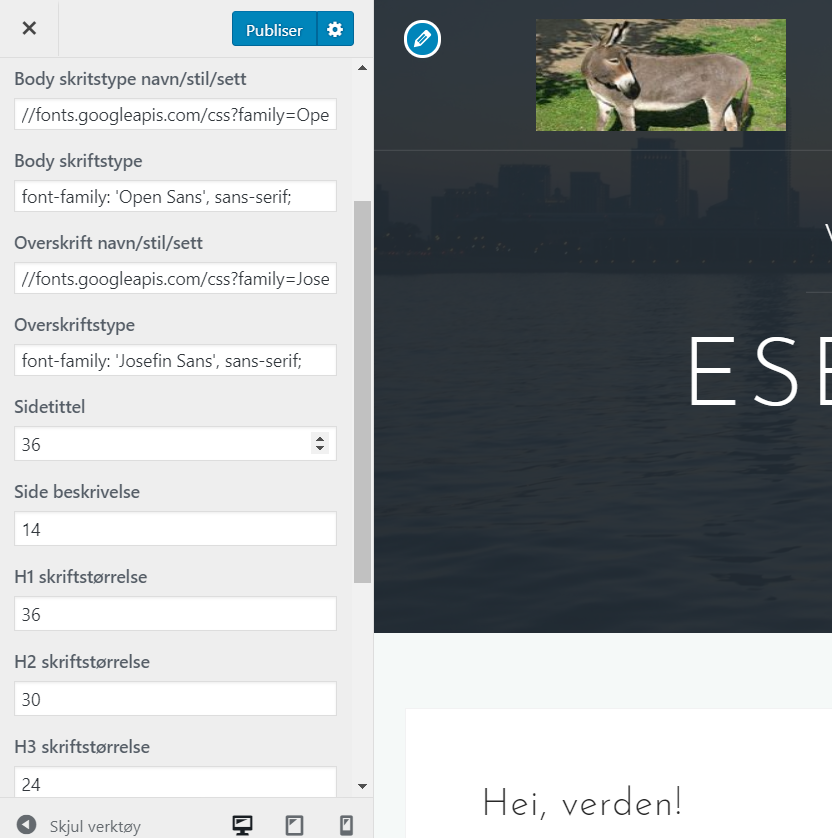 Publiser
Body skritstype navn/stil/sett
//fonts.googleapis.com/css?family=Ope
Body skriftstype
font-family: 'Open Sans', sans-serif;
Overskrift navn/stil/sett
//fonts.googleapis.com/css?family=Jose
Overskriftstype
font-family: 'Josefin Sans', sans-serif;
Sidetittel
36
Side beskrivelse
14
H1 skriftstørrelse
36
H2 skriftstørrelse
30
H3 skriftstørrelse
24
Skjul verktøy
ESE
Hei, verden!